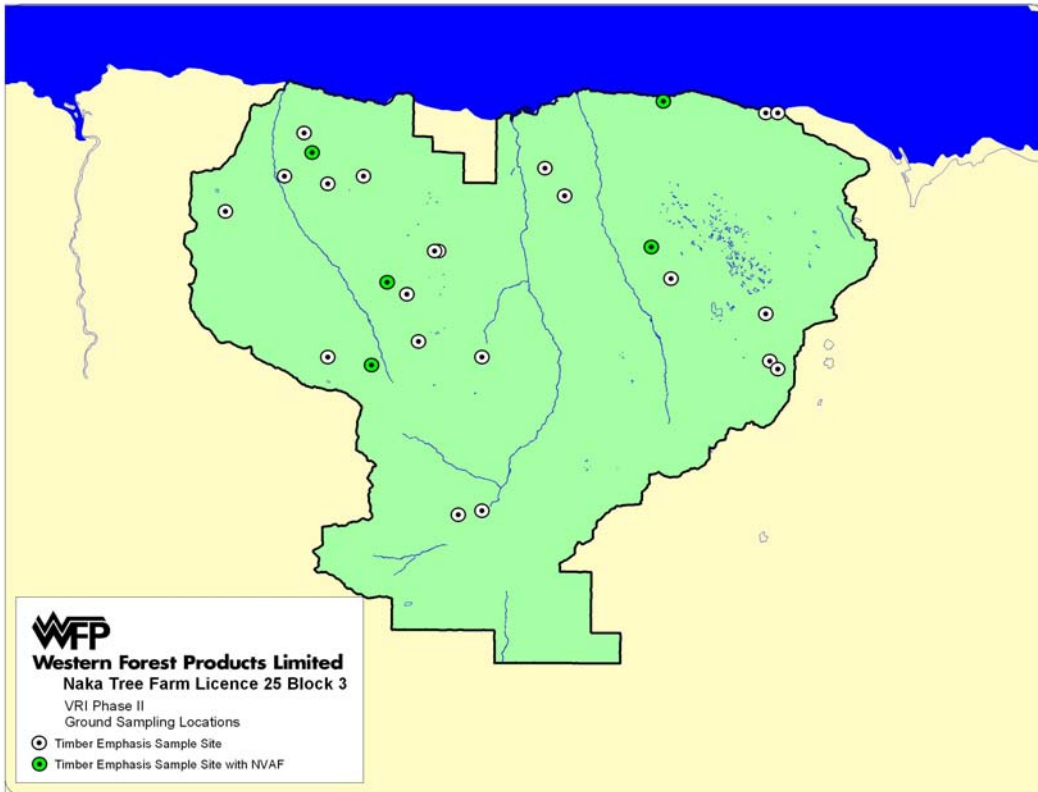 WFP
Western Forest Products Limited
Naka Tree Farm Licence 25 Block 3
VRI Phase II
Ground Sampling Locations
Timber Emphasis Sample Site
Timber Emphasis Sample Site with NVAF